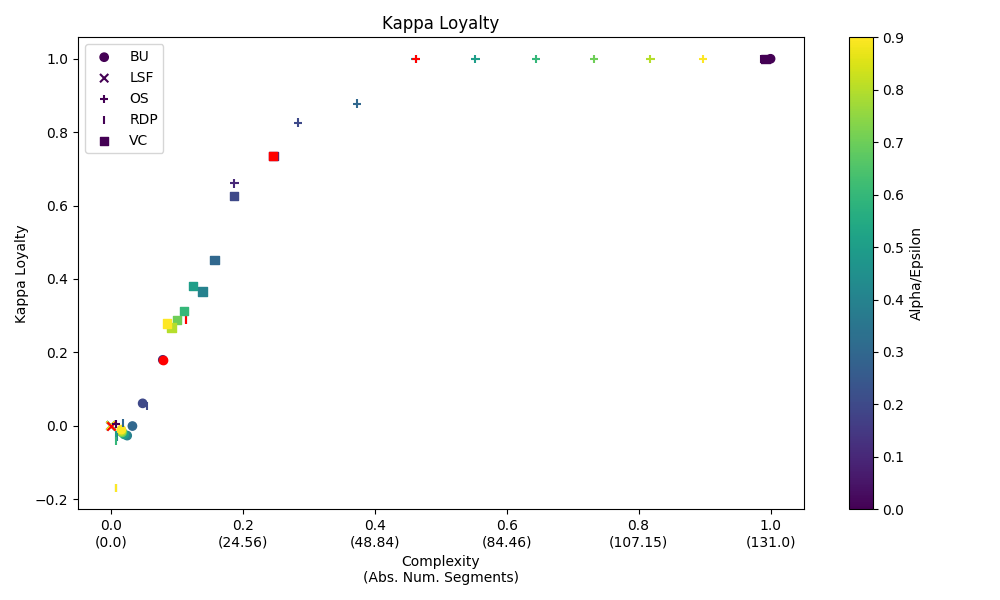 Kappa Loyalty
BU
LSF
OS
RDP
VC
Kappa Loyalty
1.0
0.8
0.6
0.4
0.2
0.0
−0.2
0.0
(0.0)
0.2
(24.56)
0.4
(48.84)
0.6
(84.46)
0.8
(107.15)
1.0
(131.0)
Complexity
(Abs. Num. Segments)
0.9
0.8
0.7
0.6
0.5
0.4
0.3
0.2
0.1
0.0
Alpha/Epsilon